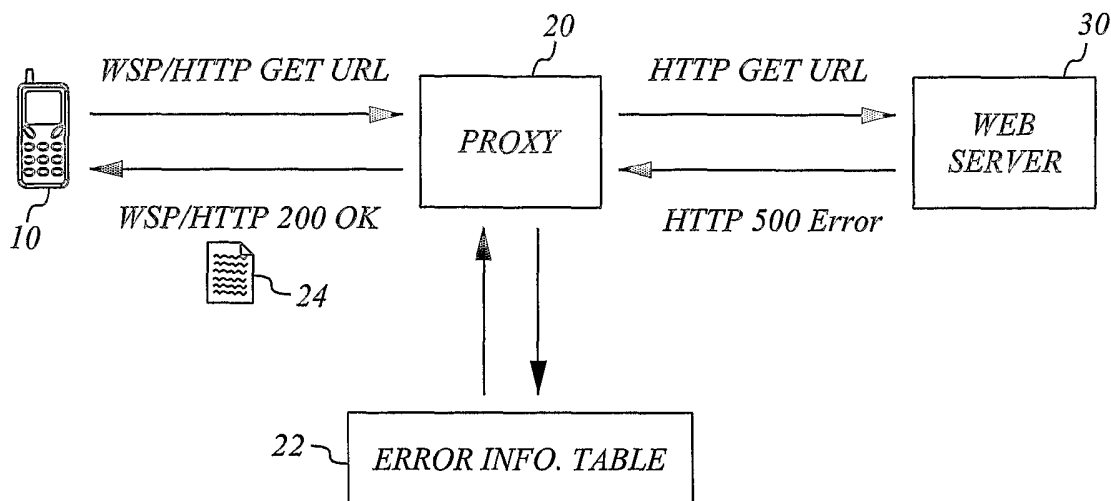 20
30
WSP/HTTP GET URL
HTTP GET URL
PROXY
WEB
SERVER
10
WSP/HTTP 200 OK
HTTP 500 Error
24
22
ERROR INFO. TABLE